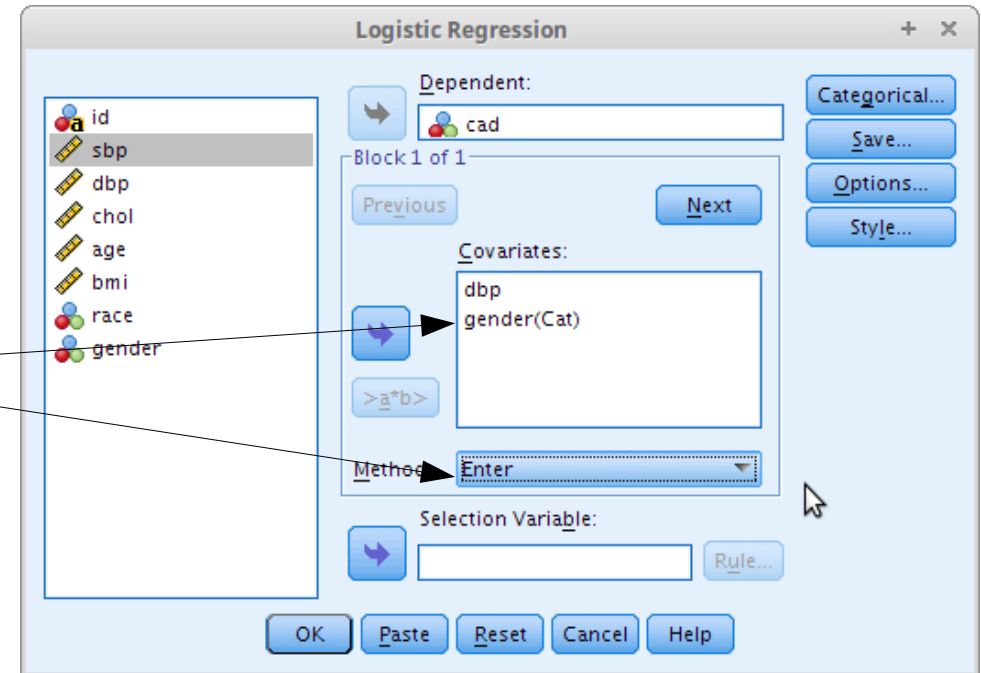 Logistic Regression
id
sbp
dbp
chol
age
bmi
race
gender
Dependent:
cad
Block 1 of 1
Previous
Next
Covariates:
dbp
gender(Cat)
>a*b>
Enter
Selection Variable:
Rule...
Categorical...
Save...
Options...
Style...
OK
Paste
Reset
Cancel
Help